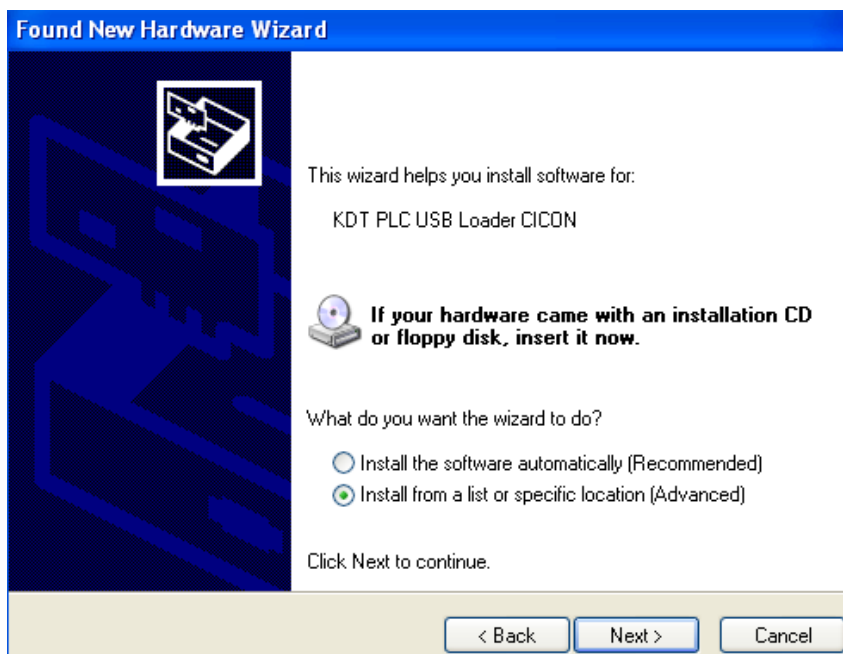 Found New Hardware Wizard
This wizard helps you install software for:
KDT PLC USB Loader CICON
If your hardware came with an installation CD
or floppy disk, insert it now.
What do you want the wizard to do?
Install the software automatically (Recommended)
Install from a list or specific location (Advanced)
Click Next to continue.
< Back Next > Cancel